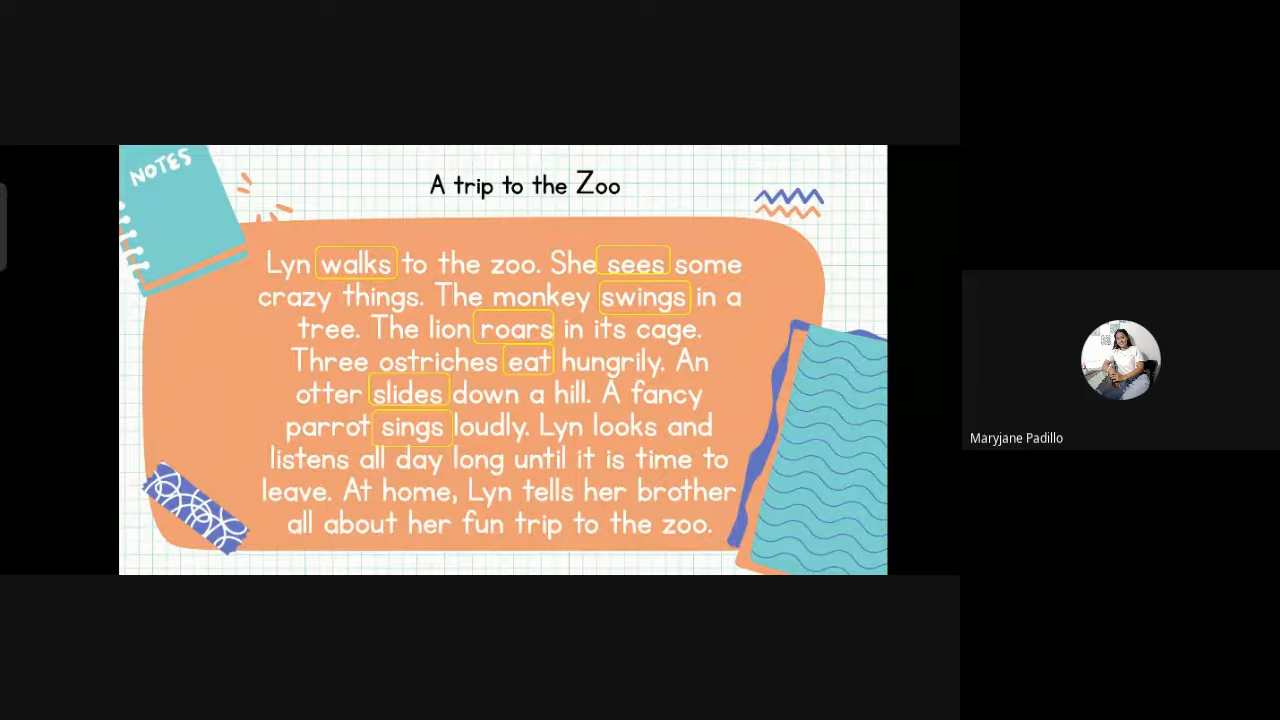 NOTES
A trip to the Zoo
Lyn walks to the zoo. She sees some
crazy things. The monkey swings in a
tree. The lion roars in its cage.
Three ostriches eat hungrily. An
otter slides down a hill. A fancy
parrot sings loudly. Lyn looks and
listens all day long until it is time to
leave. At home, Lyn tells her brother
all about her fun trip to the zoo.
Maryjane Padillo